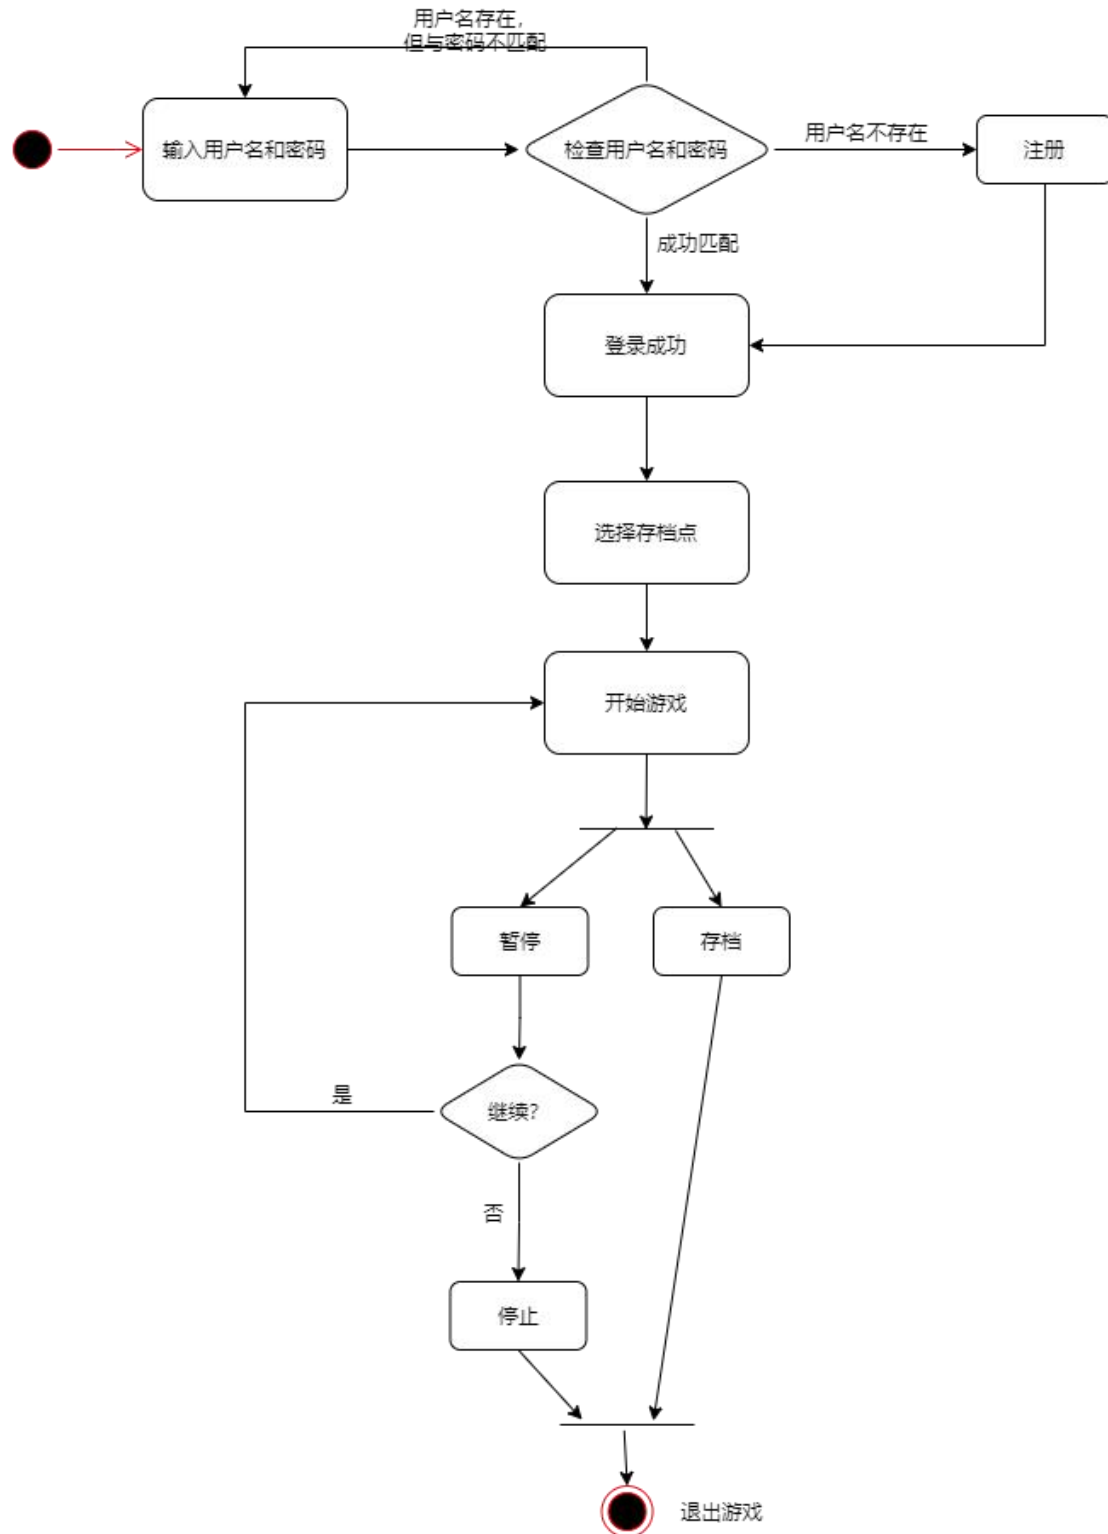 用户名存在，
但与密码不匹配
输入用户名和密码
检查用户名和密码
用户名不存在
注册
成功匹配
登录成功
选择存档点
开始游戏
暂停
存档
是
继续？
否
停止
退出游戏